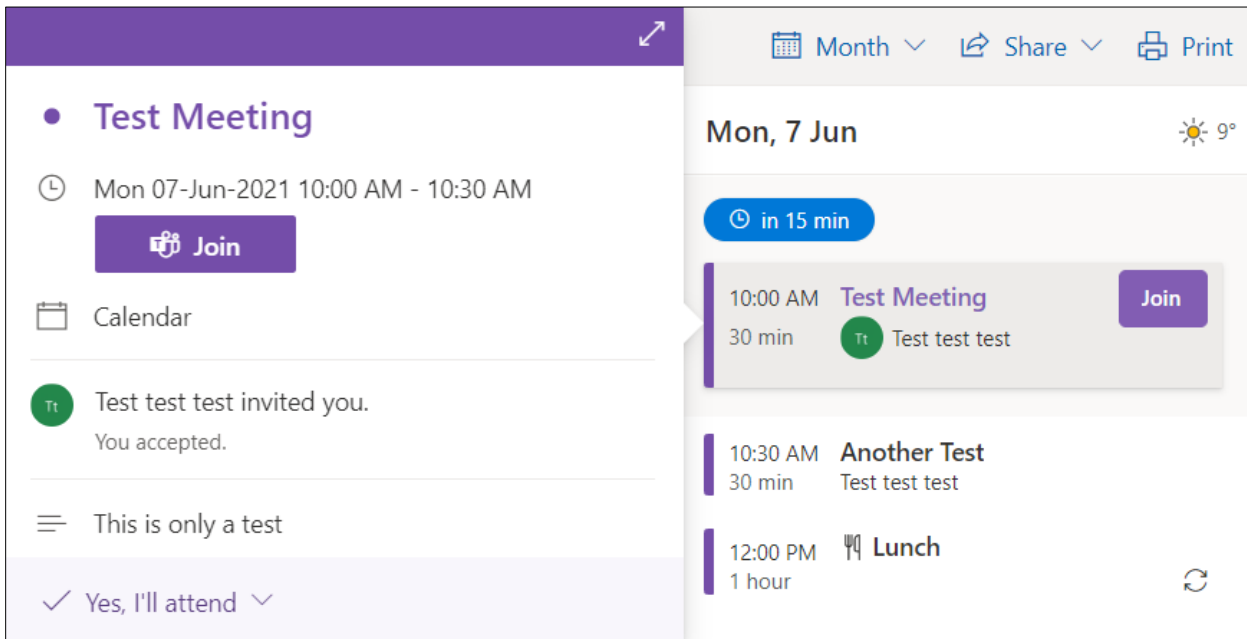 Test Meeting
Mon 07-Jun-2021 10:00 AM - 10:30 AM
Join
Calendar
Tt
Test test test invited you.
You accepted.
This is only a test
Yes, I'll attend
Month Share Print
Mon, 7 Jun 9°
in 15 min
10:00 AM Test Meeting Join
30 min Tt Test test test
10:30 AM Another Test
30 min Test test test
12:00 PM Lunch
1 hour